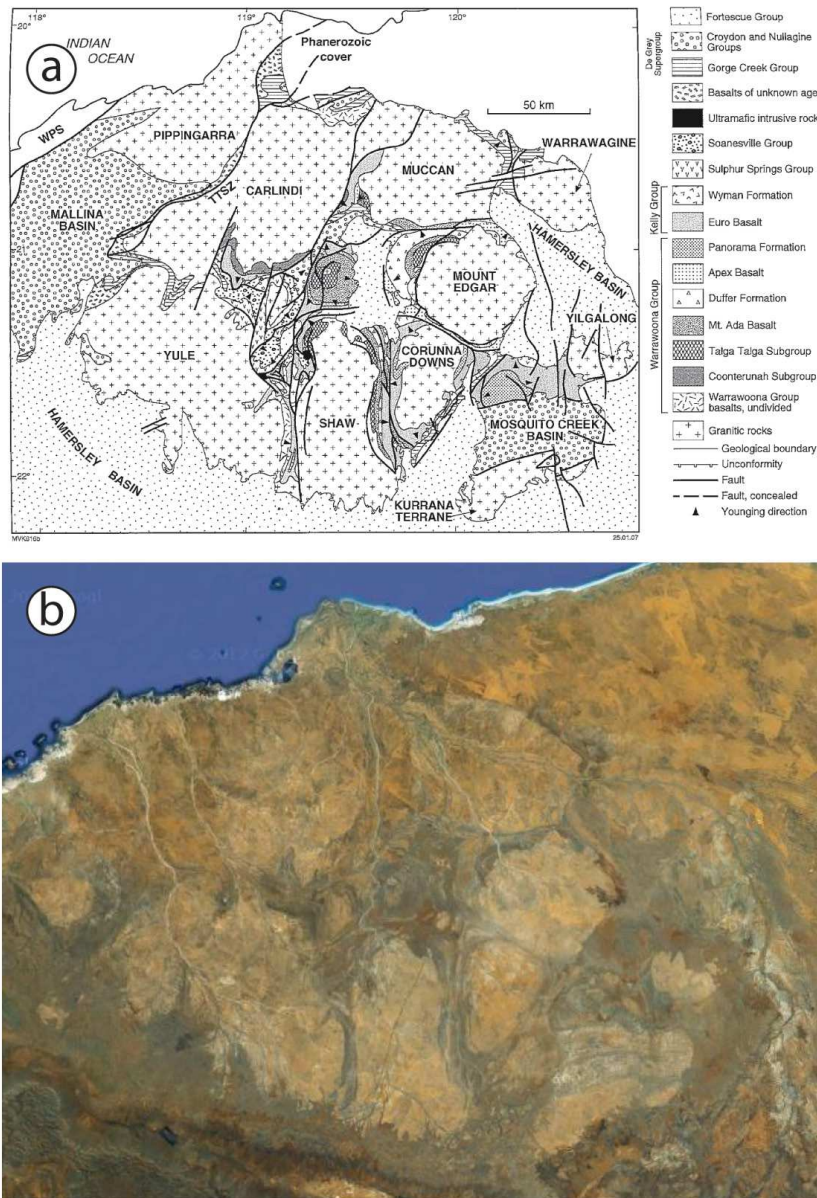 118°
119°
120°
20°
a
INDIAN
OCEAN
Phanerozoic
cover
50 km
WPS
PIPPINGARRA
WARRAWAGINE
MUCCAN
CARLINDI
TTSZ
MALLINA
BASIN
21°
HAMERSLEY BASIN
MOUNT
EDGAR
YILGALONG
YULE
CORUNNA
DOWNS
SHAW
MOSQUITO CREEK
BASIN
HAMERSLEY BASIN
22°
KURRANA
TERRANE
25.01.07
Fortescue Group
De Grey
Supergroup
Croydon and Nullagine
Groups
Gorge Creek Group
Basalts of unknown age
Ultramafic intrusive rock
Soanesville Group
Sulphur Springs Group
Kelly Group
Wyman Formation
Euro Basalt
Warrawoona Group
Panorama Formation
Apex Basalt
Duffer Formation
Mt. Ada Basalt
Talga Talga Subgroup
Coonterunah Subgroup
Warrawoona Group
basalts, undivided
Granitic rocks
Geological boundary
Unconformity
Fault
Fault, concealed
Younging direction
b